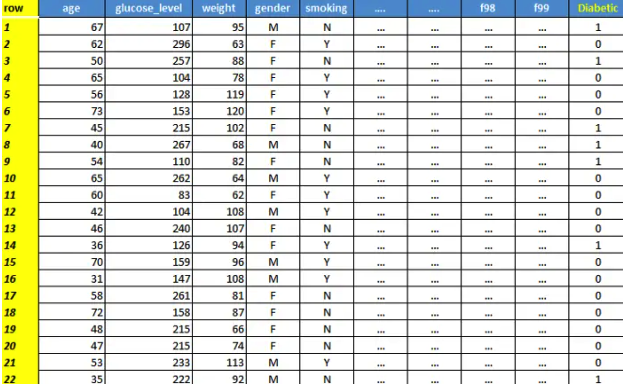 row age glucose_level weight gender smoking .... .... f98 f99 Diabetic
1 67 107 95 M N ... ... ... ... 1
2 62 296 63 F Y ... ... ... ... 0
3 50 257 88 F N ... ... ... ... 1
4 65 104 78 F Y ... ... ... ... 0
5 56 128 119 F Y ... ... ... ... 0
6 73 153 120 F Y ... ... ... ... 0
7 45 215 102 F N ... ... ... ... 1
8 40 267 68 M N ... ... ... ... 1
9 54 110 82 F N ... ... ... ... 1
10 65 262 64 M Y ... ... ... ... 0
11 60 83 62 F Y ... ... ... ... 0
12 42 104 108 M Y ... ... ... ... 0
13 46 240 107 F N ... ... ... ... 0
14 36 126 94 F Y ... ... ... ... 1
15 70 159 96 M Y ... ... ... ... 0
16 31 147 108 M Y ... ... ... ... 0
17 58 261 81 F N ... ... ... ... 0
18 72 158 87 F N ... ... ... ... 0
19 48 215 66 F N ... ... ... ... 0
20 47 215 74 F N ... ... ... ... 0
21 53 233 113 M Y ... ... ... ... 0
22 35 222 92 M N ... ... ... ... 1